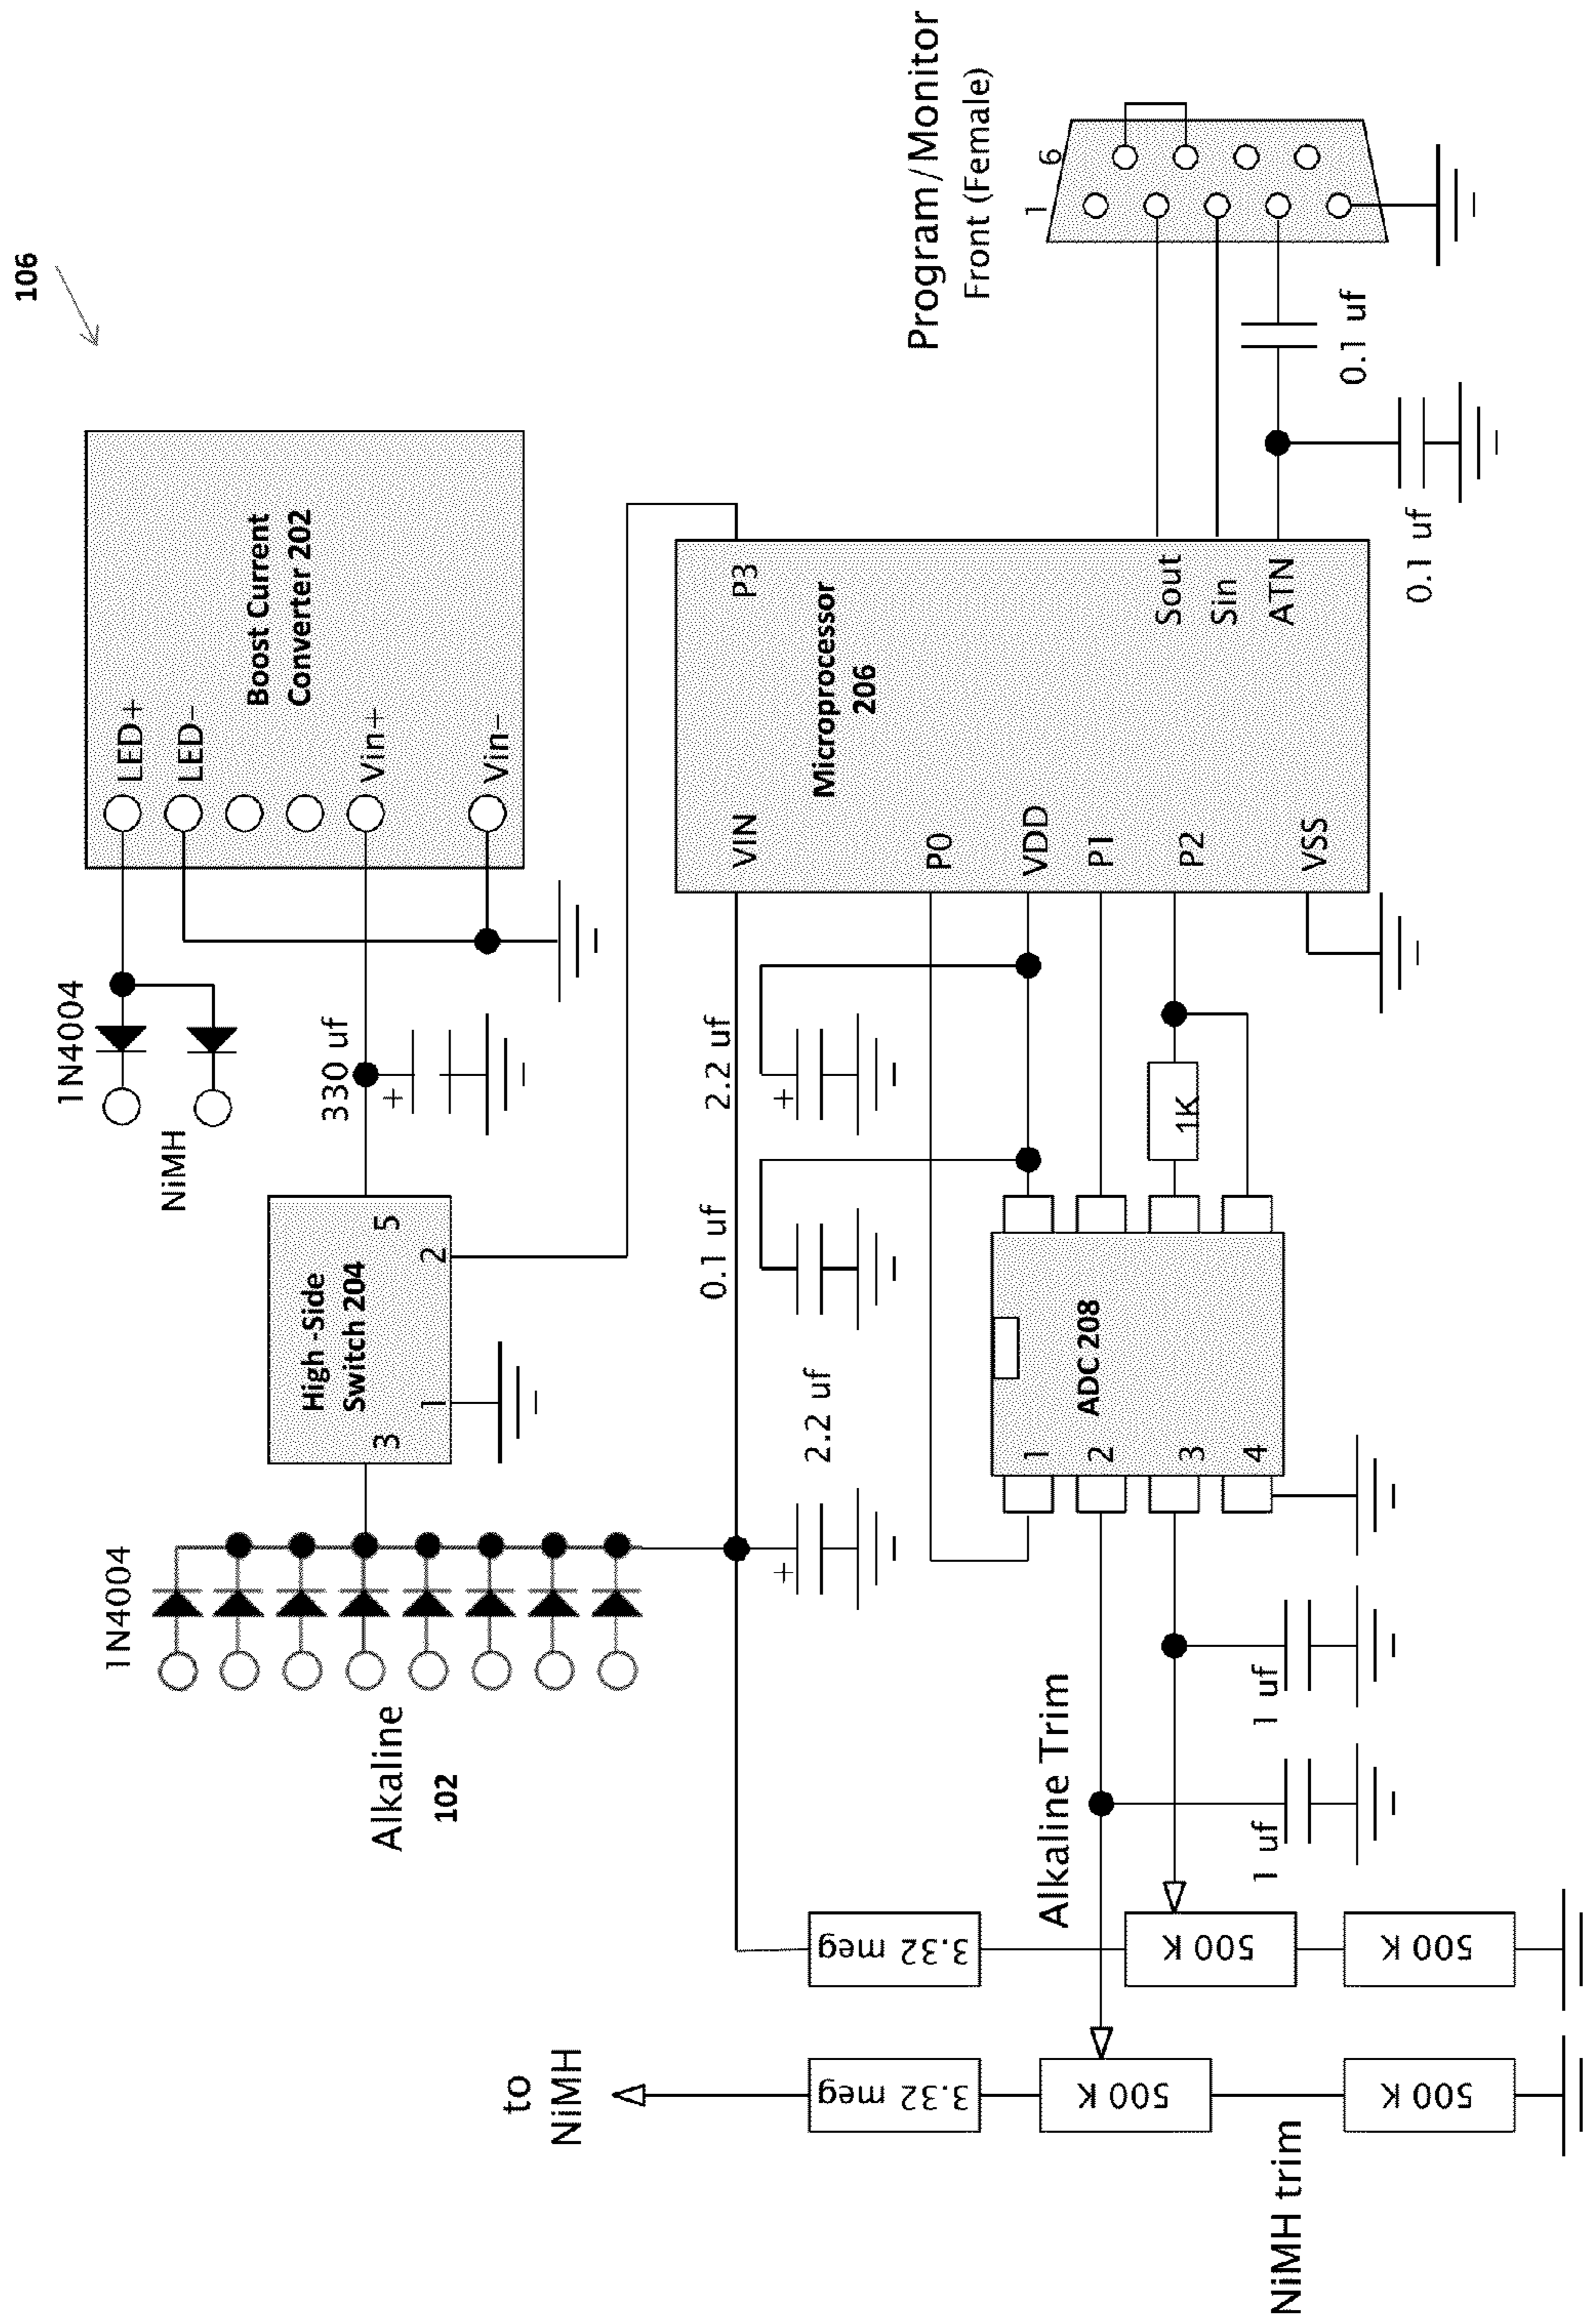 106
1N4004
NiMH
LED+
LED-
Vin+
Vin-
Boost Current
Converter 202
330 uf
+
High -Side
Switch 204
3
1
2
5
1N4004
Alkaline
102
to
NiMH
NiMH trim
3.32 meg
500 K
500 K
3.32 meg
500 K
500 K
Alkaline Trim
1 uf
1 uf
2.2 uf
+
0.1 uf
2.2 uf
+
ADC 208
1
2
3
4
1K
Microprocessor
206
VIN
P0
VDD
P1
P2
VSS
P3
Sout
Sin
ATN
0.1 uf
0.1 uf
Program/Monitor
Front (Female)
1
6